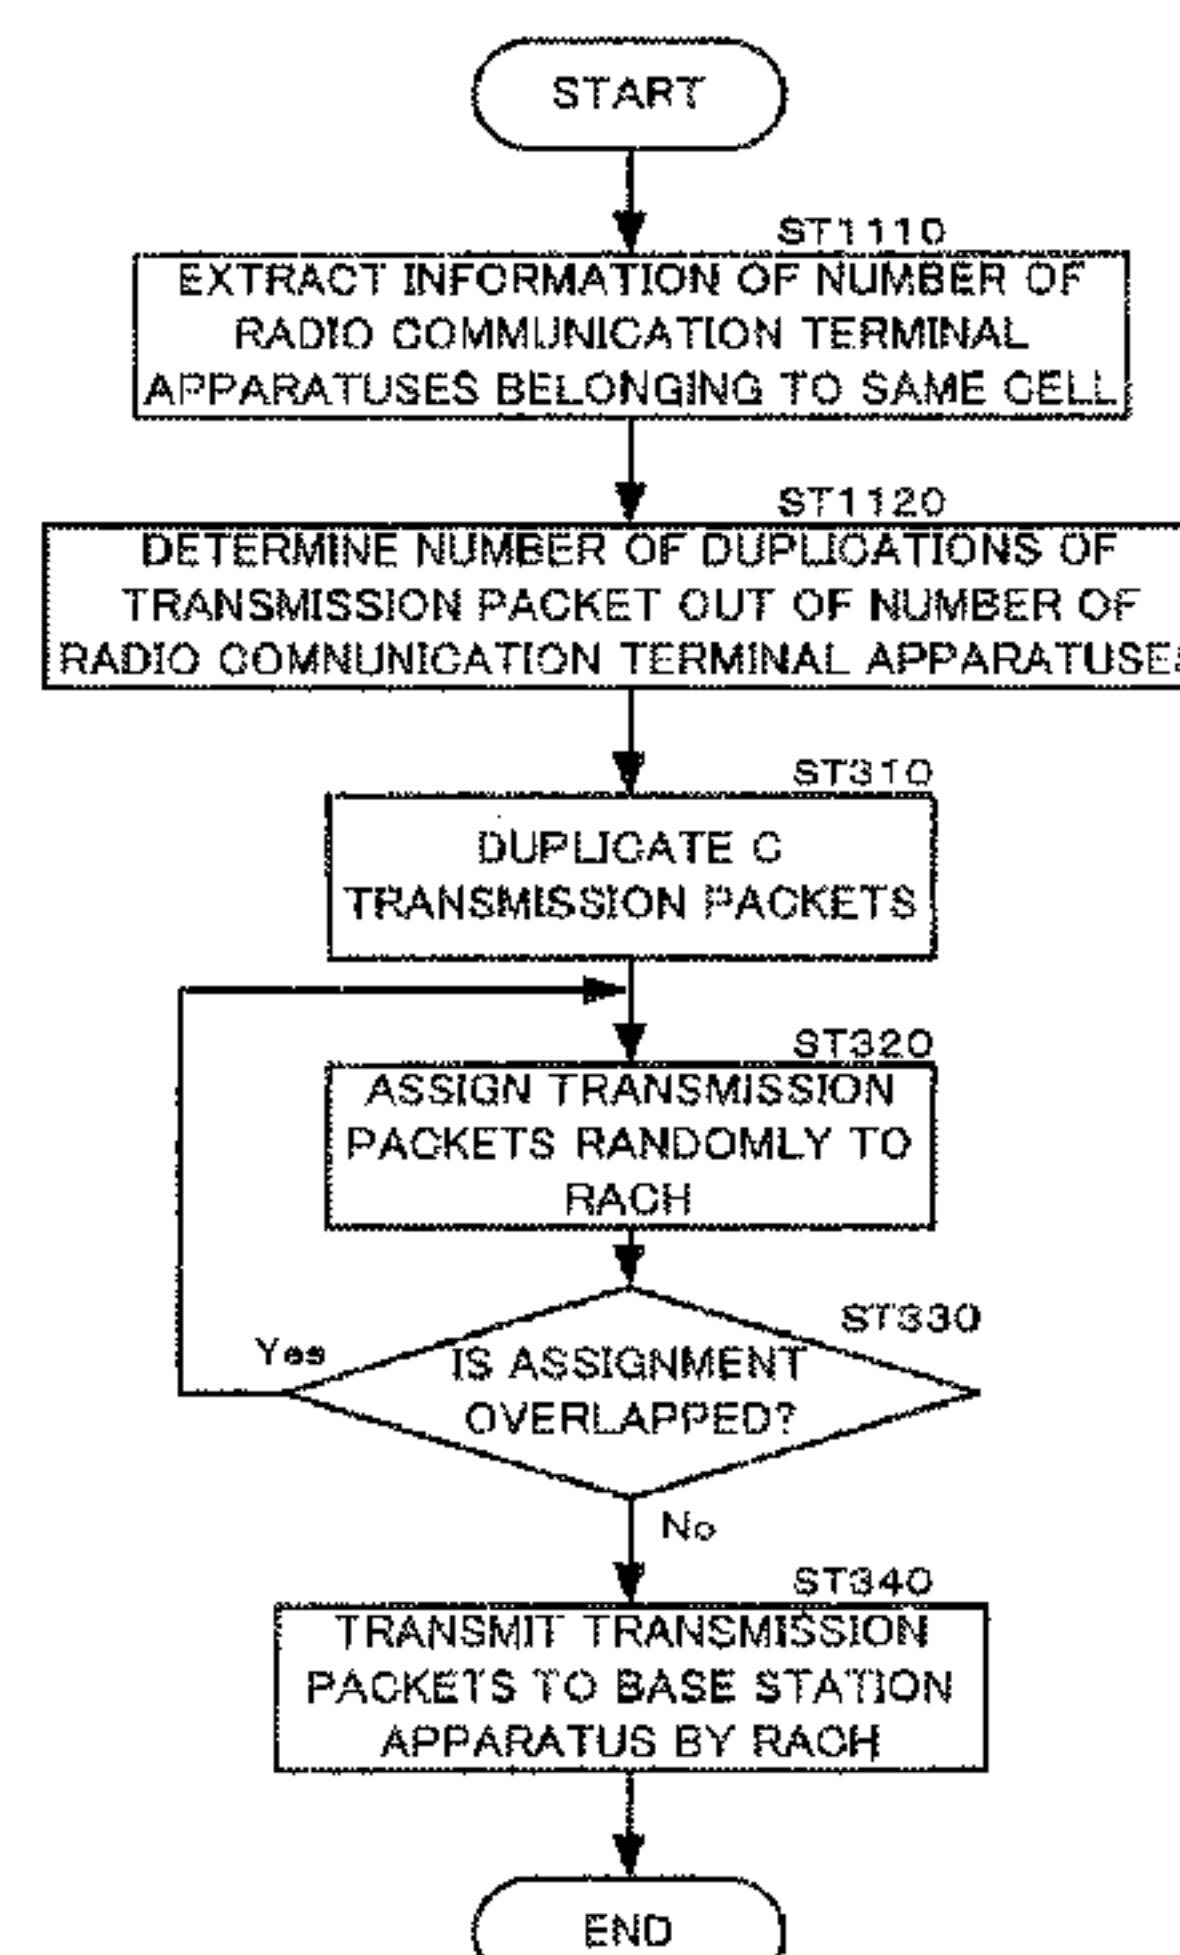 START
ST1110
EXTRACT INFORMATION OF NUMBER OF
RADIO COMMUNICATION TERMINAL
APPARATUSES BELONGING TO SAME CELL
ST1120
DETERMINE NUMBER OF DUPLICATIONS OF
TRANSMISSION PACKET OUT OF NUMBER OF
RADIO COMNUNICATION TERMINAL APPARATUSES
ST310
DUPLICATE C
TRANSMISSION PACKETS
ST320
ASSIGN TRANSMISSION
PACKETS RANDOMLY TO
RACH
ST330
Yes
IS ASSIGNMENT
OVERLAPPED?
No
ST340
TRANSMIT TRANSMISSION
PACKETS TO BASE STATION
APPARATUS BY RACH
END